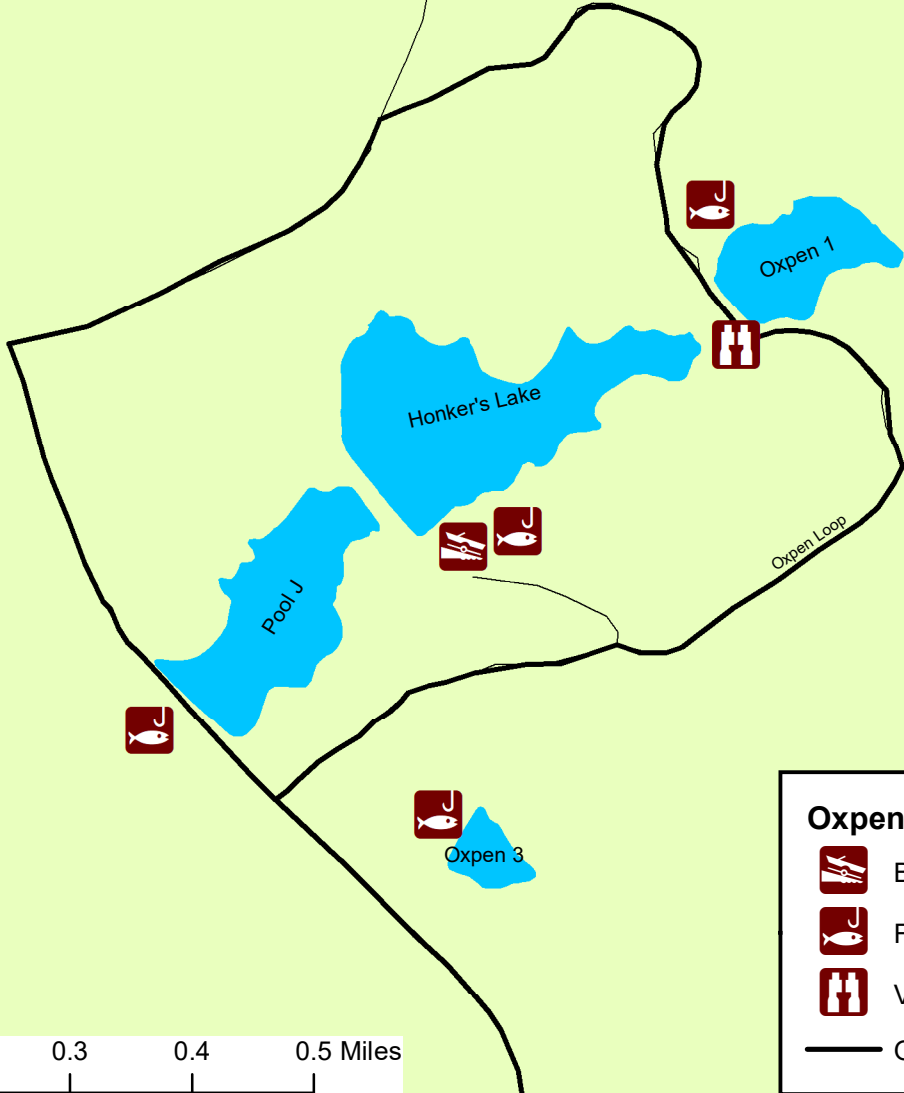 Oxpen 1
Honker's Lake
Oxpen Loop
Pool J
Oxpen 3
Oxpen
E
F
V
0.3 0.4 0.5 Miles